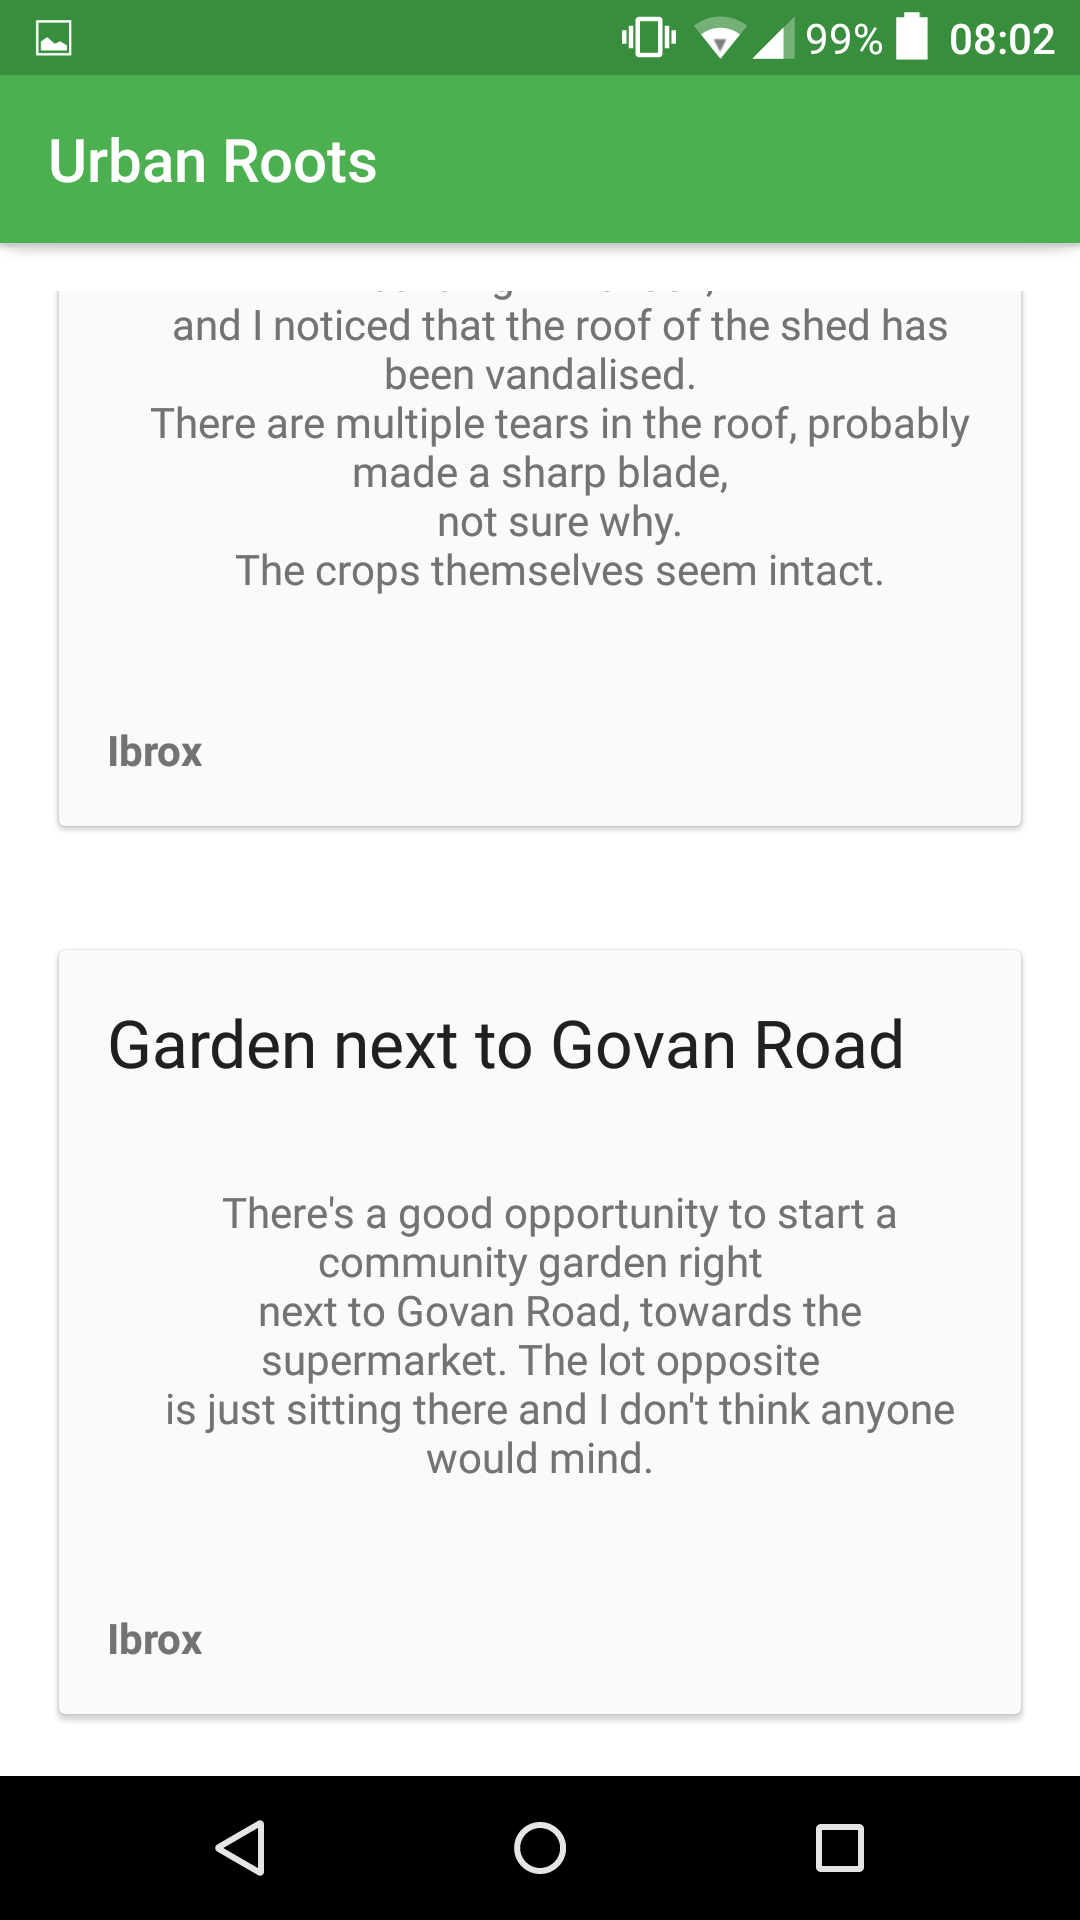 99% 08:02
Urban Roots
and I noticed that the roof of the shed has
been vandalised.
There are multiple tears in the roof, probably
made a sharp blade,
not sure why.
The crops themselves seem intact.
Ibrox
Garden next to Govan Road
There's a good opportunity to start a
community garden right
next to Govan Road, towards the
supermarket. The lot opposite
is just sitting there and I don't think anyone
would mind.
Ibrox